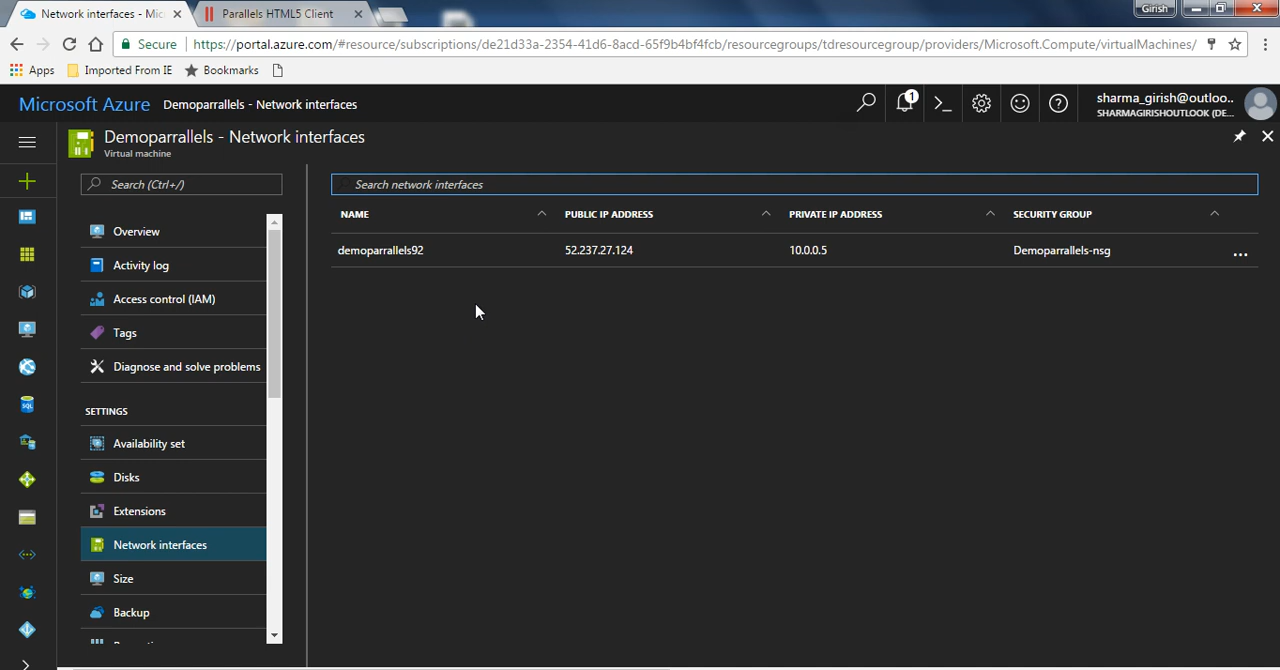 Network interfaces - Mic
Parallels HTML5 Client
Girish
Secure
https://portal.azure.com/#resource/subscriptions/de21d33a-2354-41d6-8acd-65f9b4bf4fcb/resourcegroups/tdresourcegroup/providers/Microsoft.Compute/virtualMachines/
Apps
Imported From IE
Bookmarks
Microsoft Azure
Demoparrallels - Network interfaces
1
sharma_girish@outloo..
SHARMAGIRISHOUTLOOK (DE...
Demoparrallels - Network interfaces
Virtual machine
Search (Ctrl+/)
Search network interfaces
NAME
PUBLIC IP ADDRESS
PRIVATE IP ADDRESS
SECURITY GROUP
demoparrallels92
52.237.27.124
10.0.0.5
Demoparrallels-nsg
...
Overview
Activity log
Access control (IAM)
Tags
Diagnose and solve problems
SETTINGS
Availability set
Disks
Extensions
Network interfaces
Size
Backup
SQL